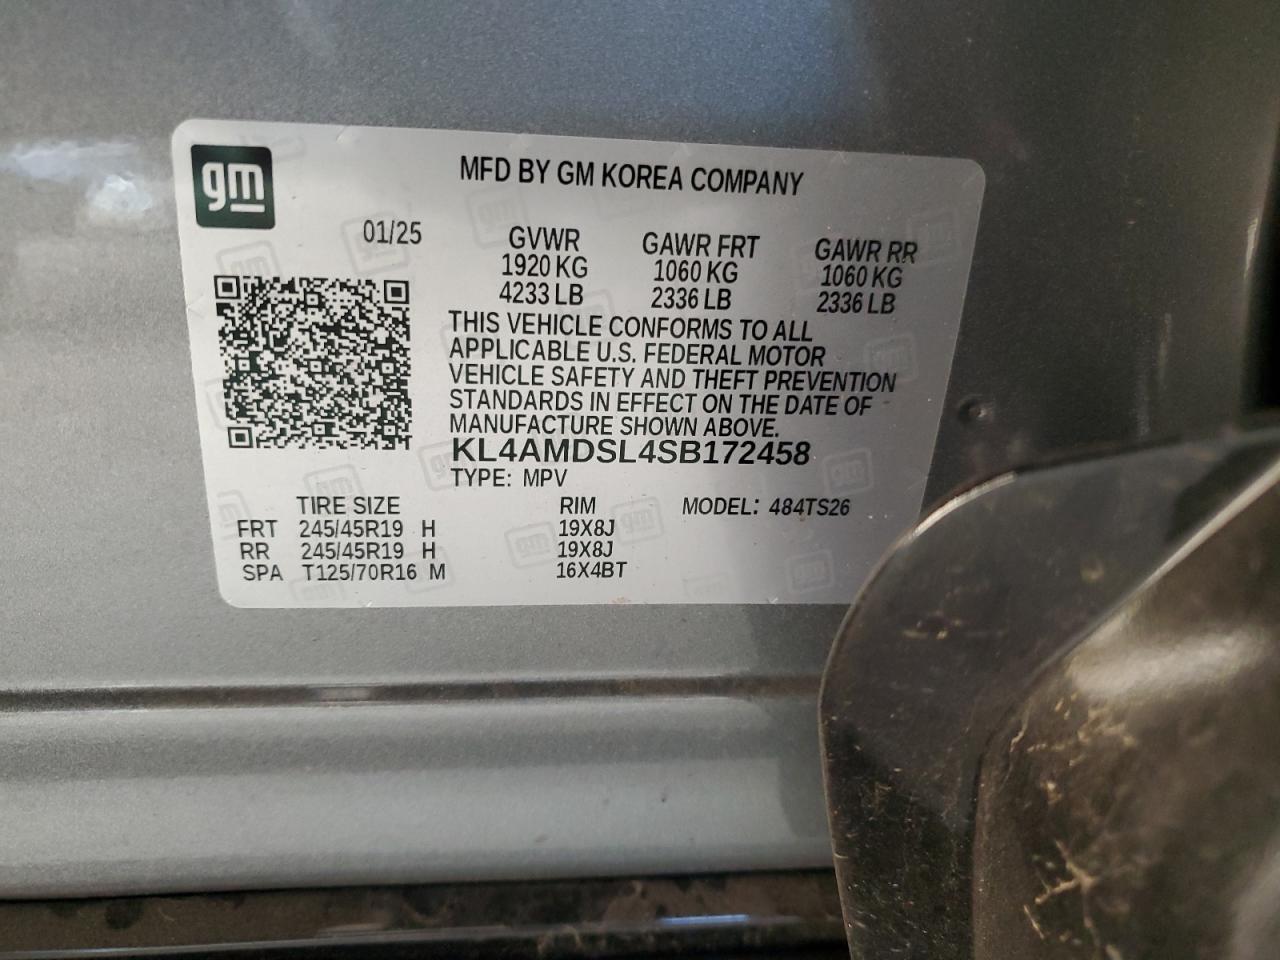 gm
MFD BY GM KOREA COMPANY
01/25 GVWR GAWR FRT GAWR RR
1920 KG 1060 KG 1060 KG
4233 LB 2336 LB 2336 LB
THIS VEHICLE CONFORMS TO ALL
APPLICABLE U.S. FEDERAL MOTOR
VEHICLE SAFETY AND THEFT PREVENTION
STANDARDS IN EFFECT ON THE DATE OF
MANUFACTURE SHOWN ABOVE.
KL4AMDSL4SB172458
TYPE: MPV
TIRE SIZE RIM MODEL: 484TS26
FRT 245/45R19 H 19X8J
RR 245/45R19 H 19X8J
SPA T125/70R16 M 16X4BT